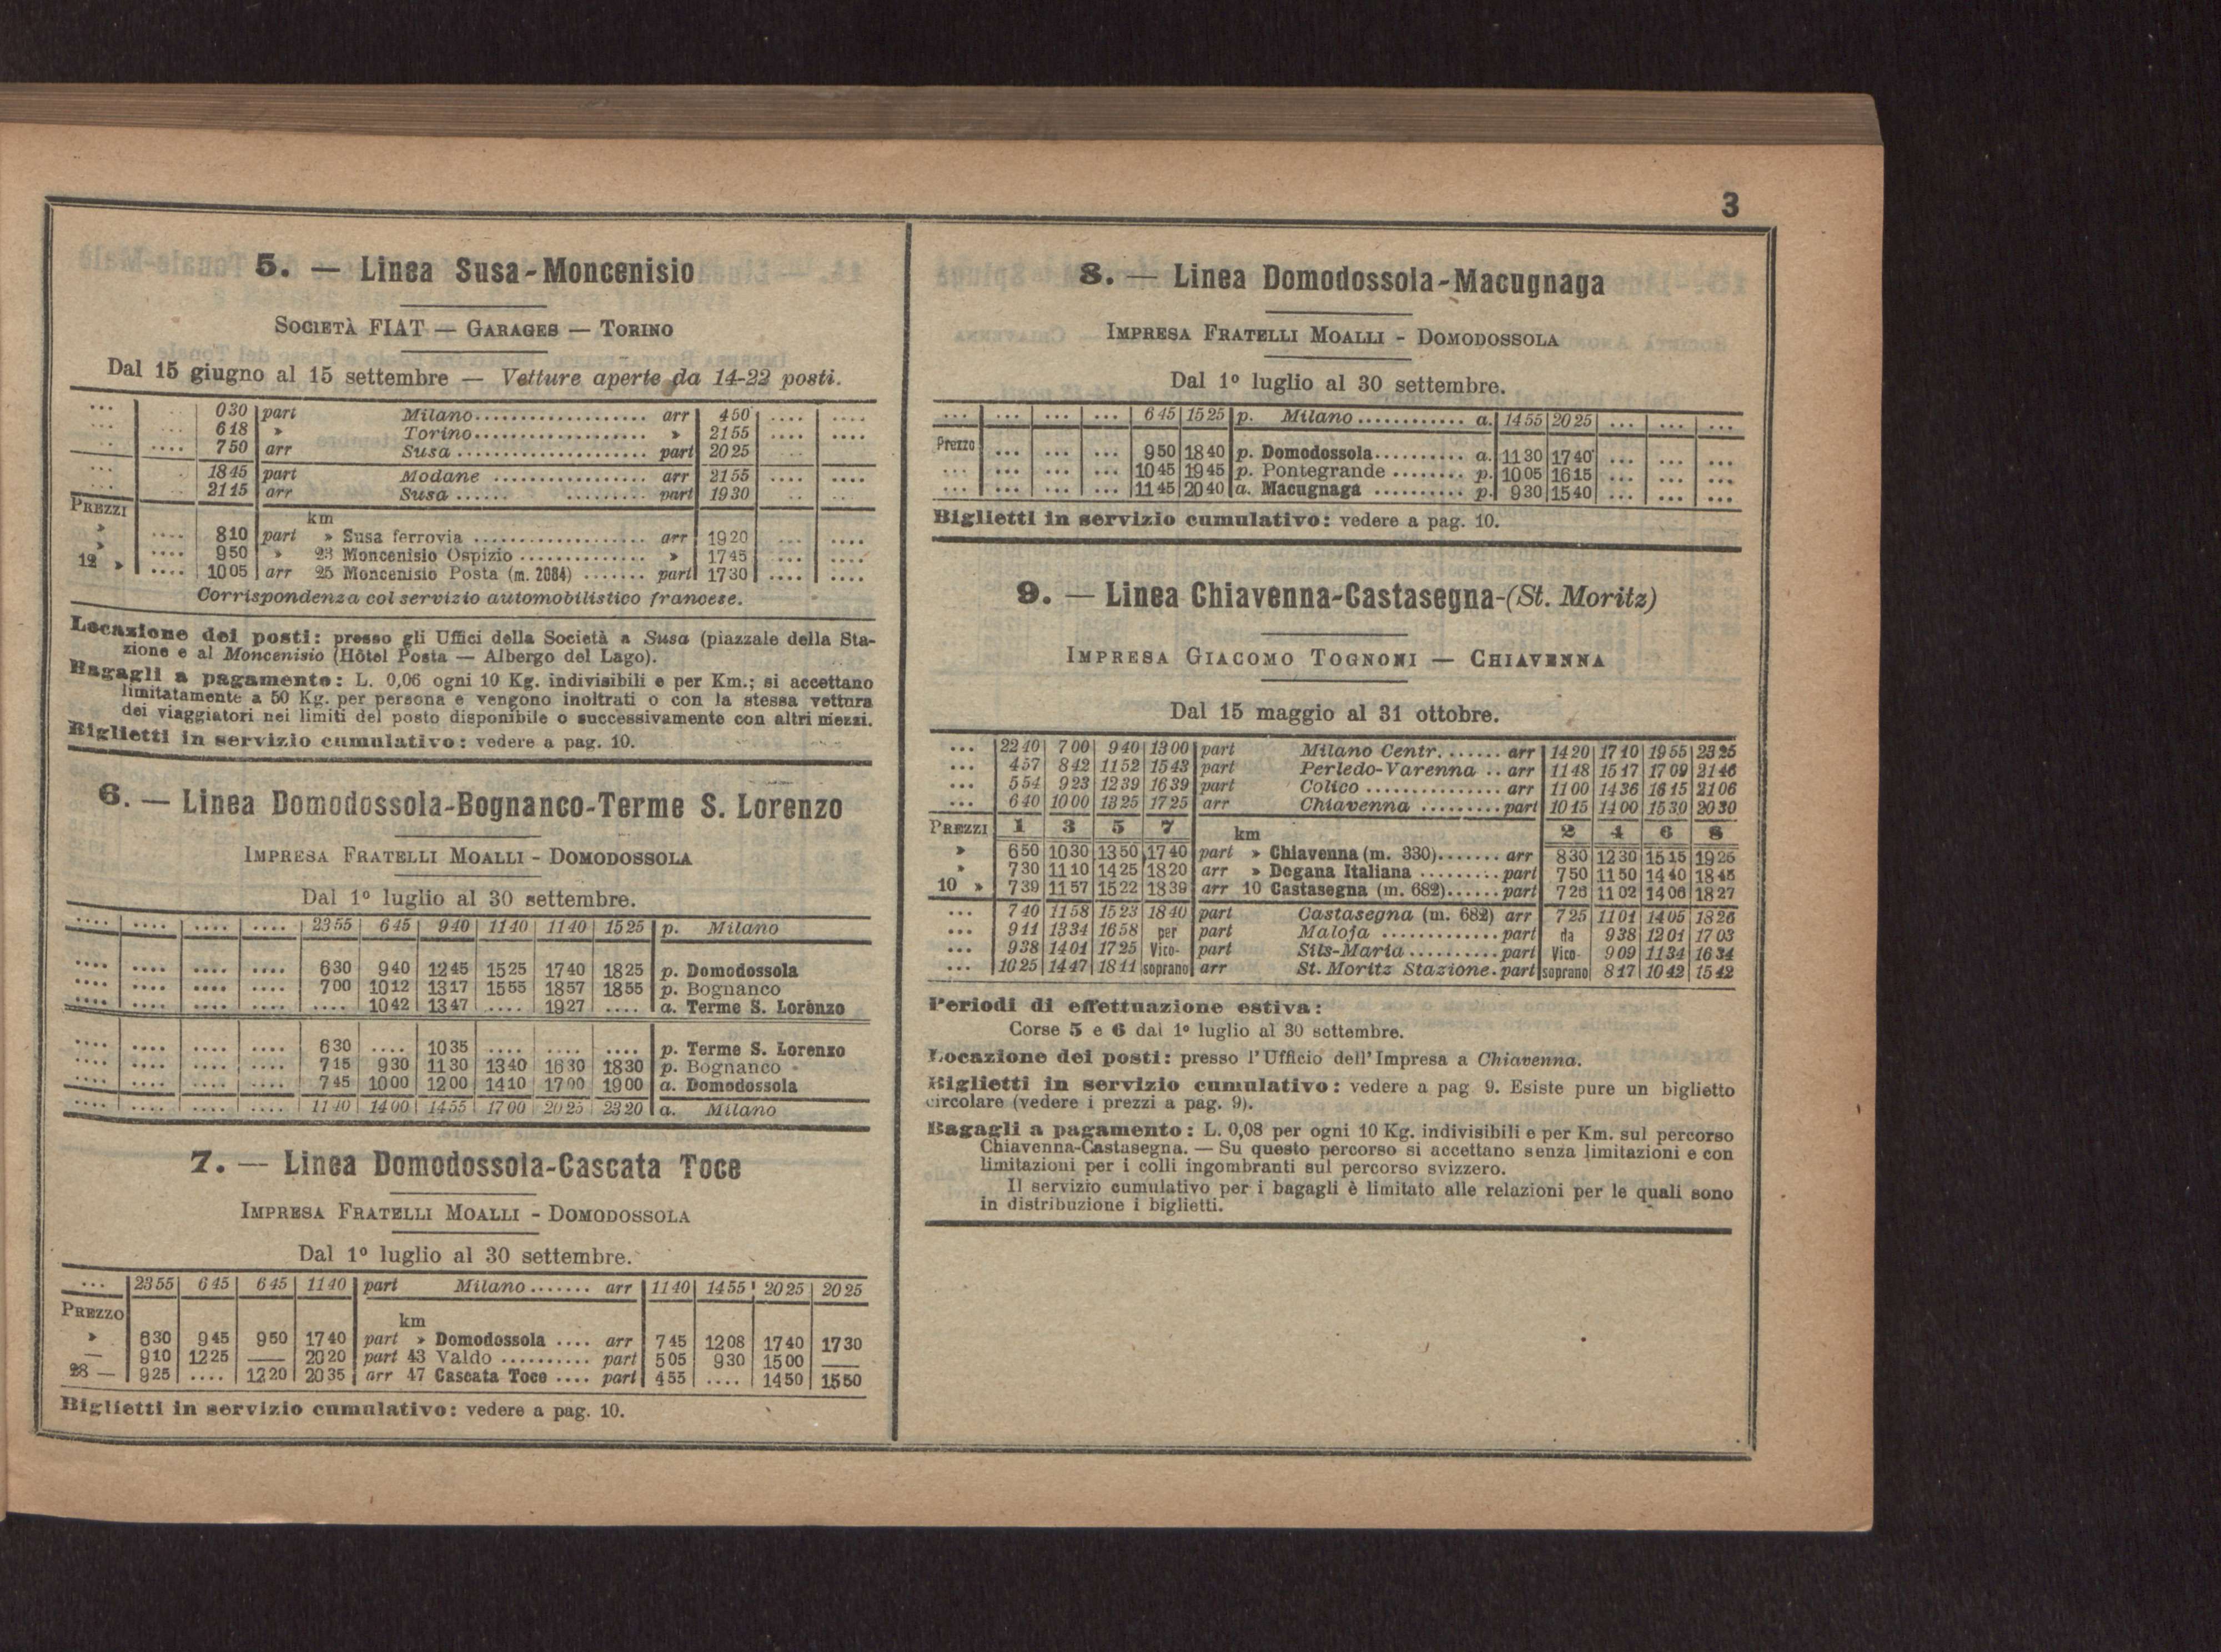 3
5. — Linea Susa-Moncenisio
SOCIETÀ FIAT — GARAGES — TORINO
Dal 15 giugno al 15 settembre — Vetture aperte da 14-22 posti.
... .. 0 30 part Milano................... arr 4 50 .... ....
... ... 6 18 » Torino................... » 21 55 .... ....
.. .... 7 50 arr Susa ..................... part 20 25
... . 18 45 part Modane ................. arr 21 55 .... ....
... .. 21 15 arr Susa ...... ......... part 19 30 .. ..
PREZZI km
» .... 8 10 part » Susa ferrovia ................... arr 19 20 ... ....
» .... 9 50 » 23 Moncenisio Ospizio .............. » 17 45 .... ....
12 » .... 10 05 arr 25 Moncenisio Posta (m. 2084) ....... part 17 30 .... ....
Corrispondenza col servizio automobilistico francese.
Locazione dei posti: presso gli Uffici della Società a Susa (piazzale della Sta-
zione e al Moncenisio (Hôtel Posta — Albergo del Lago).
Bagagli a pagamento: L. 0,06 ogni 10 Kg. indivisibili e per Km.; si accettano
limitatamente a 50 Kg. per persona e vengono inoltrati o con la stessa vettura
dei viaggiatori nei limiti del posto disponibile o successivamente con altri mezzi.
Biglietti in servizio cumulativo: vedere a pag. 10.
6. — Linea Domodossola-Bognanco-Terme S. Lorenzo
IMPRESA FRATELLI MOALLI - DOMODOSSOLA
Dal 1º luglio al 30 settembre.
.... .... .... .... 23 55 6 45 9 40 11 40 11 40 15 25 p. Milano
.... .... .... .... 6 30 9 40 12 45 15 25 17 40 18 25 p. Domodossola
.... .... .... .... 7 00 10 12 13 17 15 55 18 57 18 55 p. Bognanco
.... .... .... .... .... 10 42 13 47 .... 19 27 .... a. Terme S. Lorenzo
.... .... .... .... 6 30 .... 10 35 .... .... .... p. Terme S. Lorenzo
.... .... .... .... 7 15 9 30 11 30 13 40 16 30 18 30 p. Bognanco
.... .... .... .... 7 45 10 00 12 00 14 10 17 00 19 00 a. Domodossola
.... .... .... .... 11 40 14 00 14 55 17 00 20 25 23 20 a. Milano
7. — Linea Domodossola-Cascata Toce
IMPRESA FRATELLI MOALLI - DOMODOSSOLA
Dal 1º luglio al 30 settembre.
... 23 55 6 45 6 45 11 40 part Milano ....... arr 11 40 14 55 20 25 20 25
PREZZO km
» 6 30 9 45 9 50 17 40 part » Domodossola .... arr 7 45 12 08 17 40 17 30
— 9 10 12 25 — 20 20 part 43 Valdo .......... part 5 05 9 30 15 00 —
28 — 9 25 .... 12 20 20 35 arr 47 Cascata Toce .... part 4 55 .... 14 50 15 50
Biglietti in servizio cumulativo: vedere a pag. 10.
8. — Linea Domodossola-Macugnaga
IMPRESA FRATELLI MOALLI - DOMODOSSOLA
Dal 1º luglio al 30 settembre.
... ... ... ... 6 45 15 25 p. Milano ............ a. 14 55 20 25 ... ... ...
Prezzo ... ... ... 9 50 18 40 p. Domodossola.......... a. 11 30 17 40 ... ... ...
... ... ... ... 10 45 19 45 p. Pontegrande ........ p. 10 05 16 15 ... ... ...
... ... ... ... 11 45 20 40 a. Macugnaga .......... p. 9 30 15 40 ... ... ...
Biglietti in servizio cumulativo: vedere a pag. 10.
9. — Linea Chiavenna-Castasegna-(St. Moritz)
IMPRESA GIACOMO TOGNONI — CHIAVENNA
Dal 15 maggio al 31 ottobre.
... 22 40 7 00 9 40 13 00 part Milano Centr. ...... arr 14 20 17 10 19 55 23 25
... 4 57 8 42 11 52 15 43 part Perledo-Varenna .. arr 11 48 15 17 17 09 21 46
... 5 54 9 23 12 39 16 39 part Colico ............... arr 11 00 14 36 16 15 21 06
... 6 40 10 00 13 25 17 25 arr Chiavenna ......... part 10 15 14 00 15 30 20 30
PREZZI 1 3 5 7 km 2 4 6 8
» 6 50 10 30 13 50 17 40 part » Chiavenna (m. 330)....... arr 8 30 12 30 15 15 19 25
» 7 30 11 10 14 25 18 20 arr » Dogana Italiana ......... part 7 50 11 50 14 40 18 45
10 » 7 39 11 57 15 22 18 39 arr 10 Castasegna (m. 682)...... part 7 26 11 02 14 06 18 27
... 7 40 11 58 15 23 18 40 part Castasegna (m. 682) arr 7 25 11 01 14 05 18 26
... 9 11 13 34 16 58 per part Maloja ............. part da 9 38 12 01 17 03
... 9 38 14 01 17 25 Vico- part Sils-Maria .......... part Vico- 9 09 11 34 16 34
... 10 25 14 47 18 11 soprano arr St. Moritz Stazione. part soprano 8 17 10 42 15 42
Periodi di effettuazione estiva:
Corse 5 e 6 dal 1º luglio al 30 settembre.
Locazione dei posti: presso l'Ufficio dell'Impresa a Chiavenna.
Biglietti in servizio cumulativo: vedere a pag 9. Esiste pure un biglietto
circolare (vedere i prezzi a pag. 9).
Bagagli a pagamento: L. 0,08 per ogni 10 Kg. indivisibili e per Km. sul percorso
Chiavenna-Castasegna. — Su questo percorso si accettano senza limitazioni e con
limitazioni per i colli ingombranti sul percorso svizzero.
Il servizio cumulativo per i bagagli è limitato alle relazioni per le quali sono
in distribuzione i biglietti.